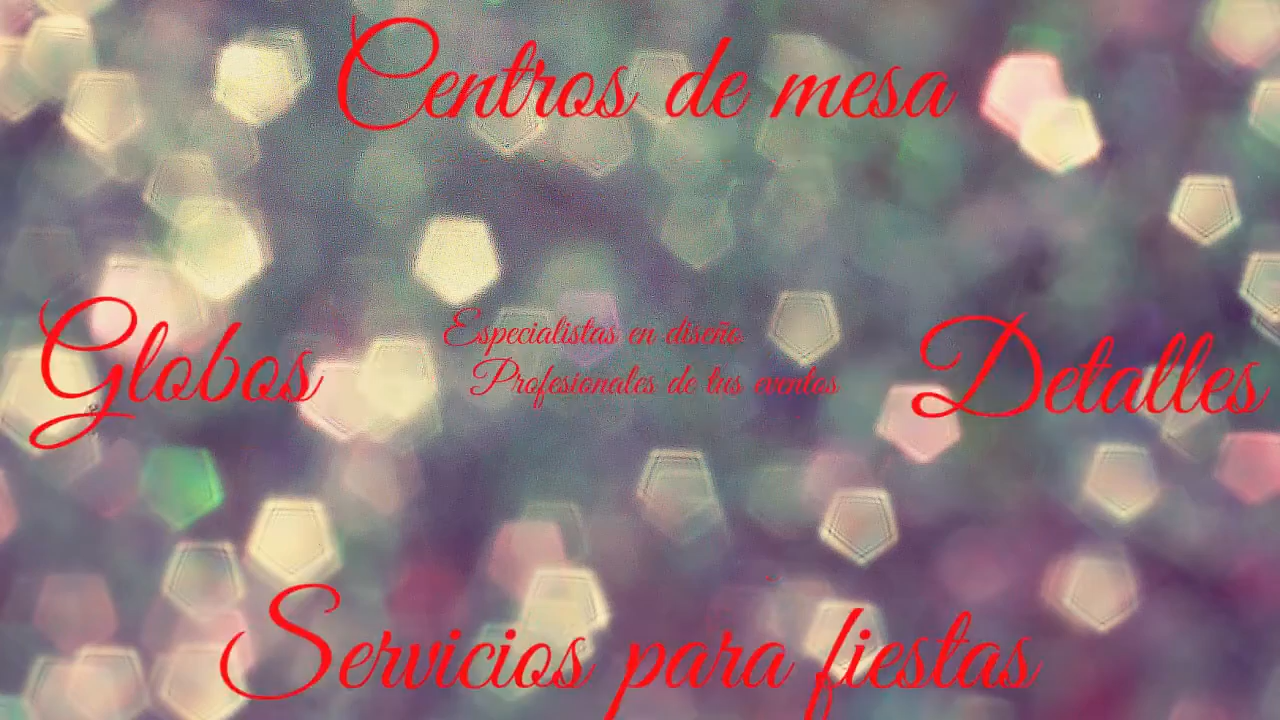 Centros de mesa
Globos
Especialistas en diseño
Profesionales de tus eventos
Detalles
Servicios para fiestas